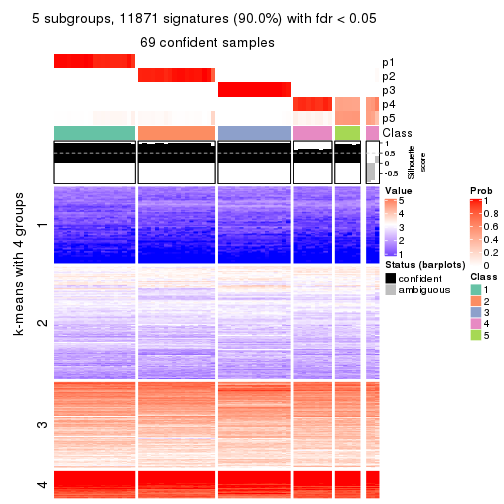 5 subgroups, 11871 signatures (90.0%) with fdr < 0.05
69 confident samples
p1
p2
p3
p4
p5
Class
1
0.5
0
-0.5
Silhouette
score
k-means with 4 groups
1
2
3
4
Value
5
4
3
2
1
Status (barplots)
confident
ambiguous
Prob
1
0.8
0.6
0.4
0.2
0
Class
1
2
3
4
5